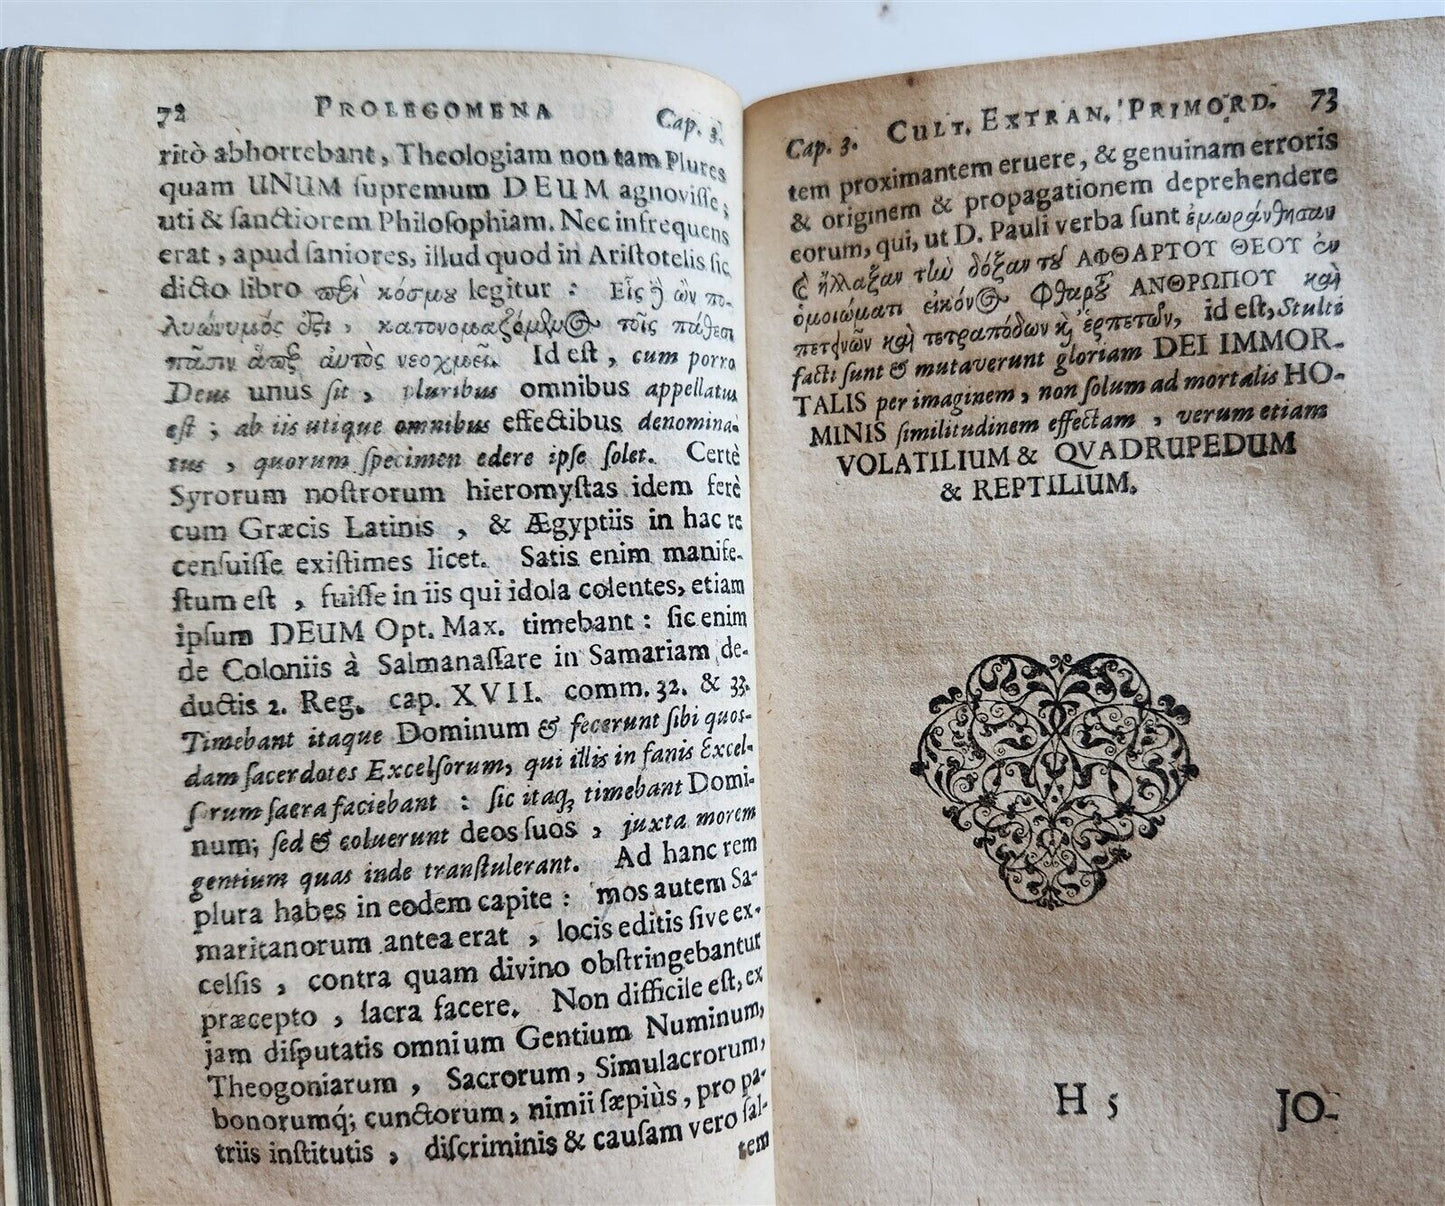 72 PROLEGOMENA Cap. 3.
ritò abhorrebant, Theologiam non tam Plures
quam UNUM ſupremum DEUM agnoviſſe;
uti & ſanctiorem Philoſophiam. Nec infrequens
erat, apud ſaniores, illud quod in Ariſtotelis ſic
dicto libro περὶ κόσμου legitur: Εἷς ἢ ὢν πο-
λυώνυμός ὅτι, κατονομαζόμενος τοῖς πάθεσι
πᾶσιν ἅπερ αὐτὸς νεοχμεῖ. Id eſt, cum porro
Deus unus ſit, pluribus omnibus appellatus
eſt; ab iis utique omnibus effectibus denomina-
tus, quorum ſpecimen edere ipſe ſolet. Certè
Syrorum noſtrorum hieromyſtas idem ferè
cum Græcis Latinis, & Ægyptiis in hac re
cenſuiſſe exiſtimes licet. Satis enim manife-
ſtum eſt, fuiſſe in iis qui idola colentes, etiam
ipſum DEUM Opt. Max. timebant: ſic enim
de Coloniis à Salmanaſſare in Samariam de-
ductis 2. Reg. cap. XVII. comm. 32. & 33.
Timebant itaque Dominum & fecerunt ſibi quoſ-
dam ſacerdotes Excelſorum, qui illis in fanis Excel-
ſorum ſacra faciebant: ſic itaq; timebant Domi-
num; ſed & coluerunt deos ſuos, juxta morem
gentium quas inde tranſtulerant. Ad hanc rem
plura habes in eodem capite: mos autem Sa-
maritanorum antea erat, locis editis ſive ex-
celſis, contra quam divino obſtringebantur
præcepto, ſacra facere. Non difficile eſt, ex
jam diſputatis omnium Gentium Numinum,
Theogoniarum, Sacrorum, Simulacrorum,
bonorumq́; cunctorum, nimii ſæpiùs, pro pa-
triis inſtitutis, diſcriminis & cauſam vero ſal-
tem
Cap. 3. CULT. EXTRAN. PRIMORD. 73
tem proximantem eruere, & genuinam erroris
& originem & propagationem deprehendere
eorum, qui, ut D. Pauli verba ſunt ἐμωράνθησαν
ϗ ἤλλαξαν τὴν δόξαν τοῦ ΑΦΘΑΡΤΟΥ ΘΕΟΥ ἐν
ὁμοιώματι εἰκόνος Φθαρτοῦ ΑΝΘΡΩΠΟΥ καὶ
πετηνῶν καὶ τετραπόδων ϗ ἑρπετῶν, id eſt, Stulti
facti ſunt & mutaverunt gloriam DEI IMMOR-
TALIS per imaginem, non ſolum ad mortalis HO-
MINIS ſimilitudinem effectam, verum etiam
VOLATILIUM & QVADRUPEDUM
& REPTILIUM.
H 5 JO-